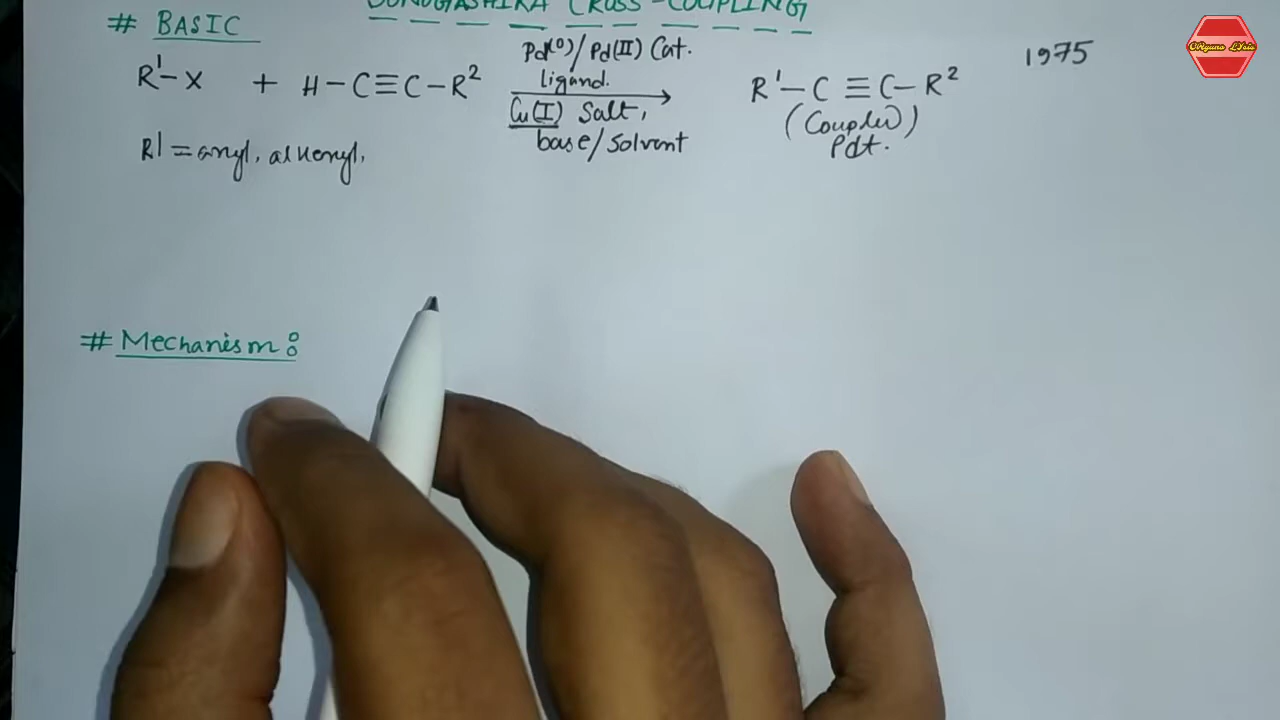 SONOGASHIRA CROSS-COUPLING
# BASIC
1975
R¹-X + H-C≡C-R²
Pd(0)/Pd(II) Cat.
ligand.
Cu(I) Salt,
base/Solvent
R¹-C≡C-R²
(Coupled)
Pdt.
R¹ = aryl, alkenyl,
# Mechanism: